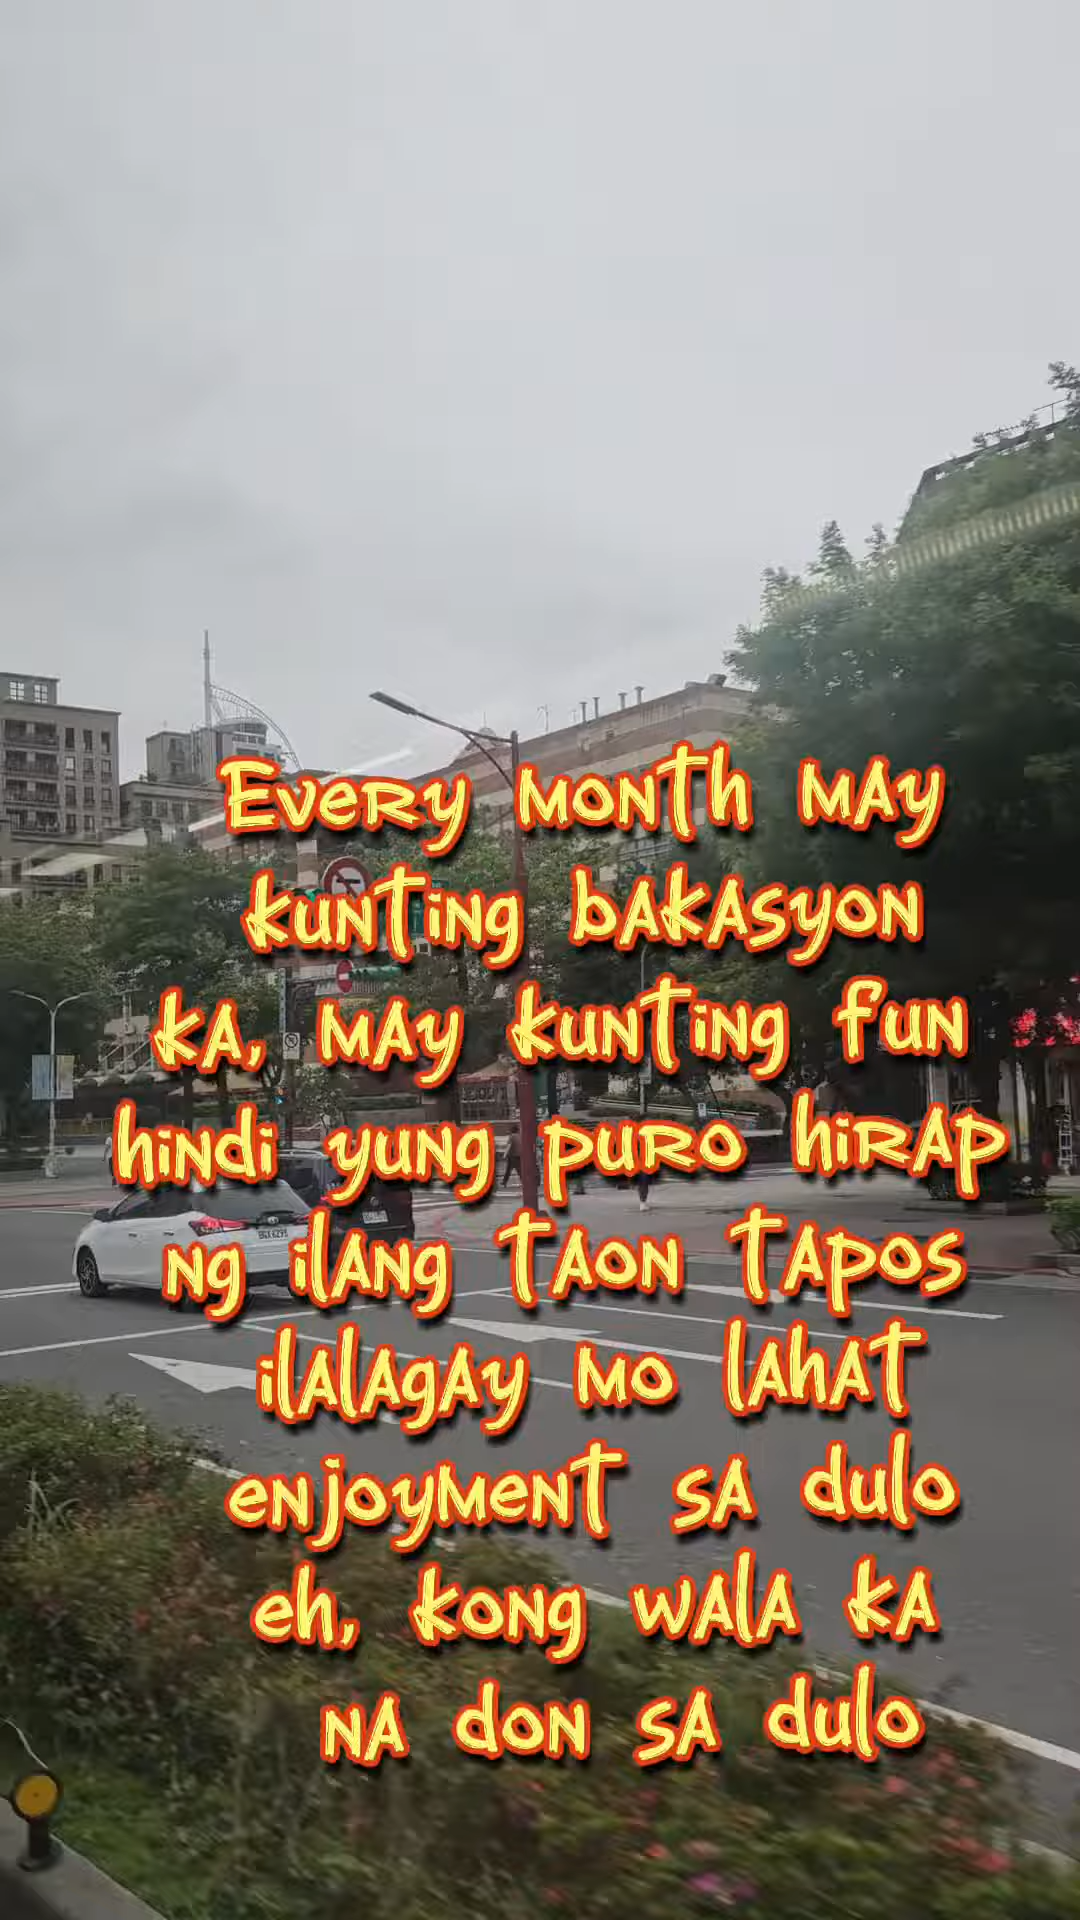 Every month may
kunting bakasyon
ka, may kunting fun
hindi yung puro hirap
ng ilang taon tapos
ilalagay mo lahat
enjoyment sa dulo
eh, kong wala ka
na don sa dulo